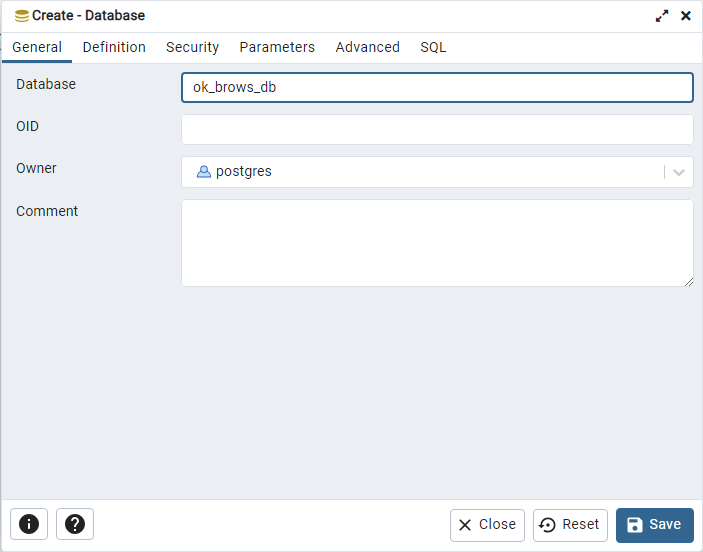 Create - Database
General Definition Security Parameters Advanced SQL
Database ok_brows_db
OID
Owner postgres
Comment
Close Reset Save